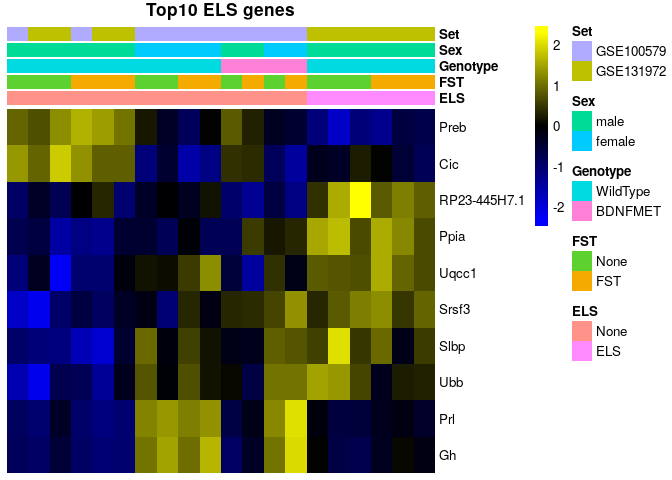 Top10 ELS genes
Set
Sex
Genotype
FST
ELS
Preb
Cic
RP23-445H7.1
Ppia
Uqcc1
Srsf3
Slbp
Ubb
Prl
Gh
2
1
0
-1
-2
Set
GSE100579
GSE131972
Sex
male
female
Genotype
WildType
BDNFMET
FST
None
FST
ELS
None
ELS